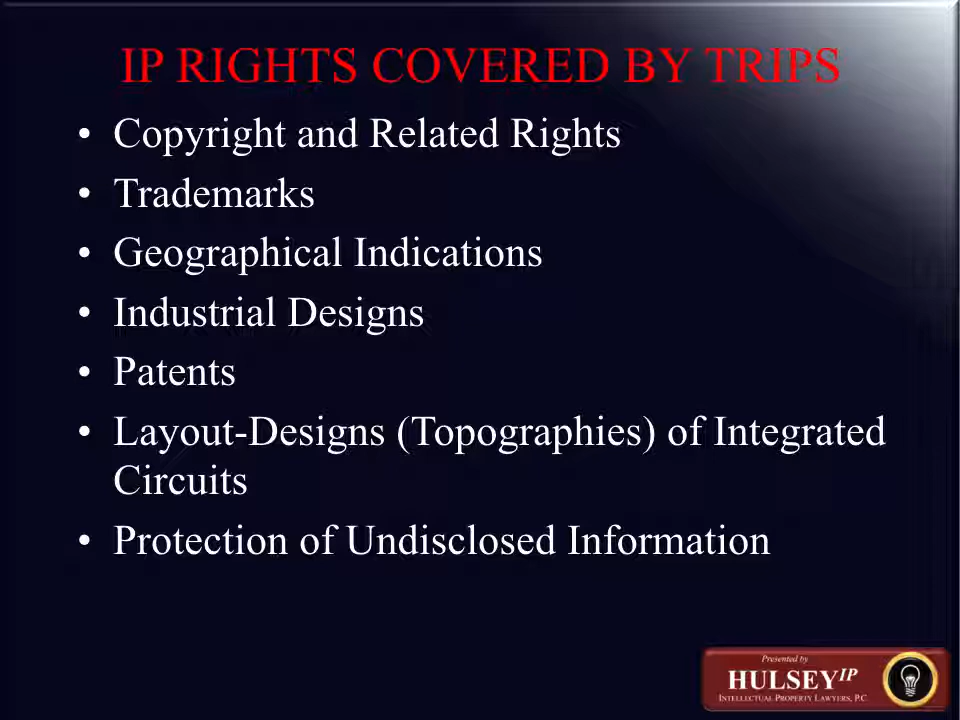 IP RIGHTS COVERED BY TRIPS
• Copyright and Related Rights
• Trademarks
• Geographical Indications
• Industrial Designs
• Patents
• Layout-Designs (Topographies) of Integrated
Circuits
• Protection of Undisclosed Information
Presented by
HULSEY IP
INTELLECTUAL PROPERTY LAWYERS, P.C.